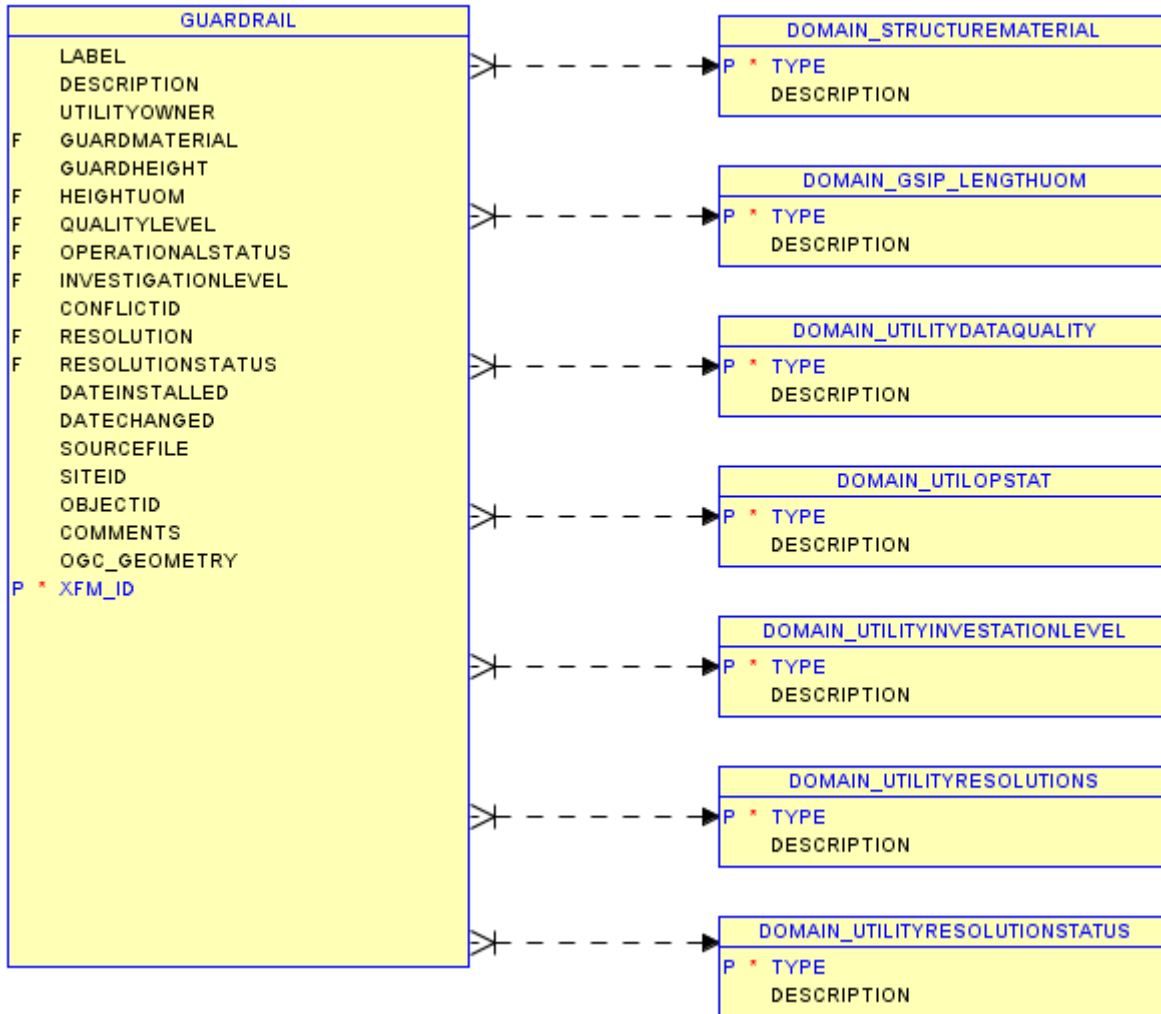 GUARDRAIL
LABEL
DESCRIPTION
UTILITYOWNER
F GUARDMATERIAL
GUARDHEIGHT
F HEIGHTUOM
F QUALITYLEVEL
F OPERATIONALSTATUS
F INVESTIGATIONLEVEL
CONFLICTID
F RESOLUTION
F RESOLUTIONSTATUS
DATEINSTALLED
DATECHANGED
SOURCEFILE
SITEID
OBJECTID
COMMENTS
OGC_GEOMETRY
P * XFM_ID
DOMAIN_STRUCTUREMATERIAL
P * TYPE
DESCRIPTION
DOMAIN_GSIP_LENGTHUOM
P * TYPE
DESCRIPTION
DOMAIN_UTILITYDATAQUALITY
P * TYPE
DESCRIPTION
DOMAIN_UTILOPSTAT
P * TYPE
DESCRIPTION
DOMAIN_UTILITYINVESTATIONLEVEL
P * TYPE
DESCRIPTION
DOMAIN_UTILITYRESOLUTIONS
P * TYPE
DESCRIPTION
DOMAIN_UTILITYRESOLUTIONSTATUS
P * TYPE
DESCRIPTION